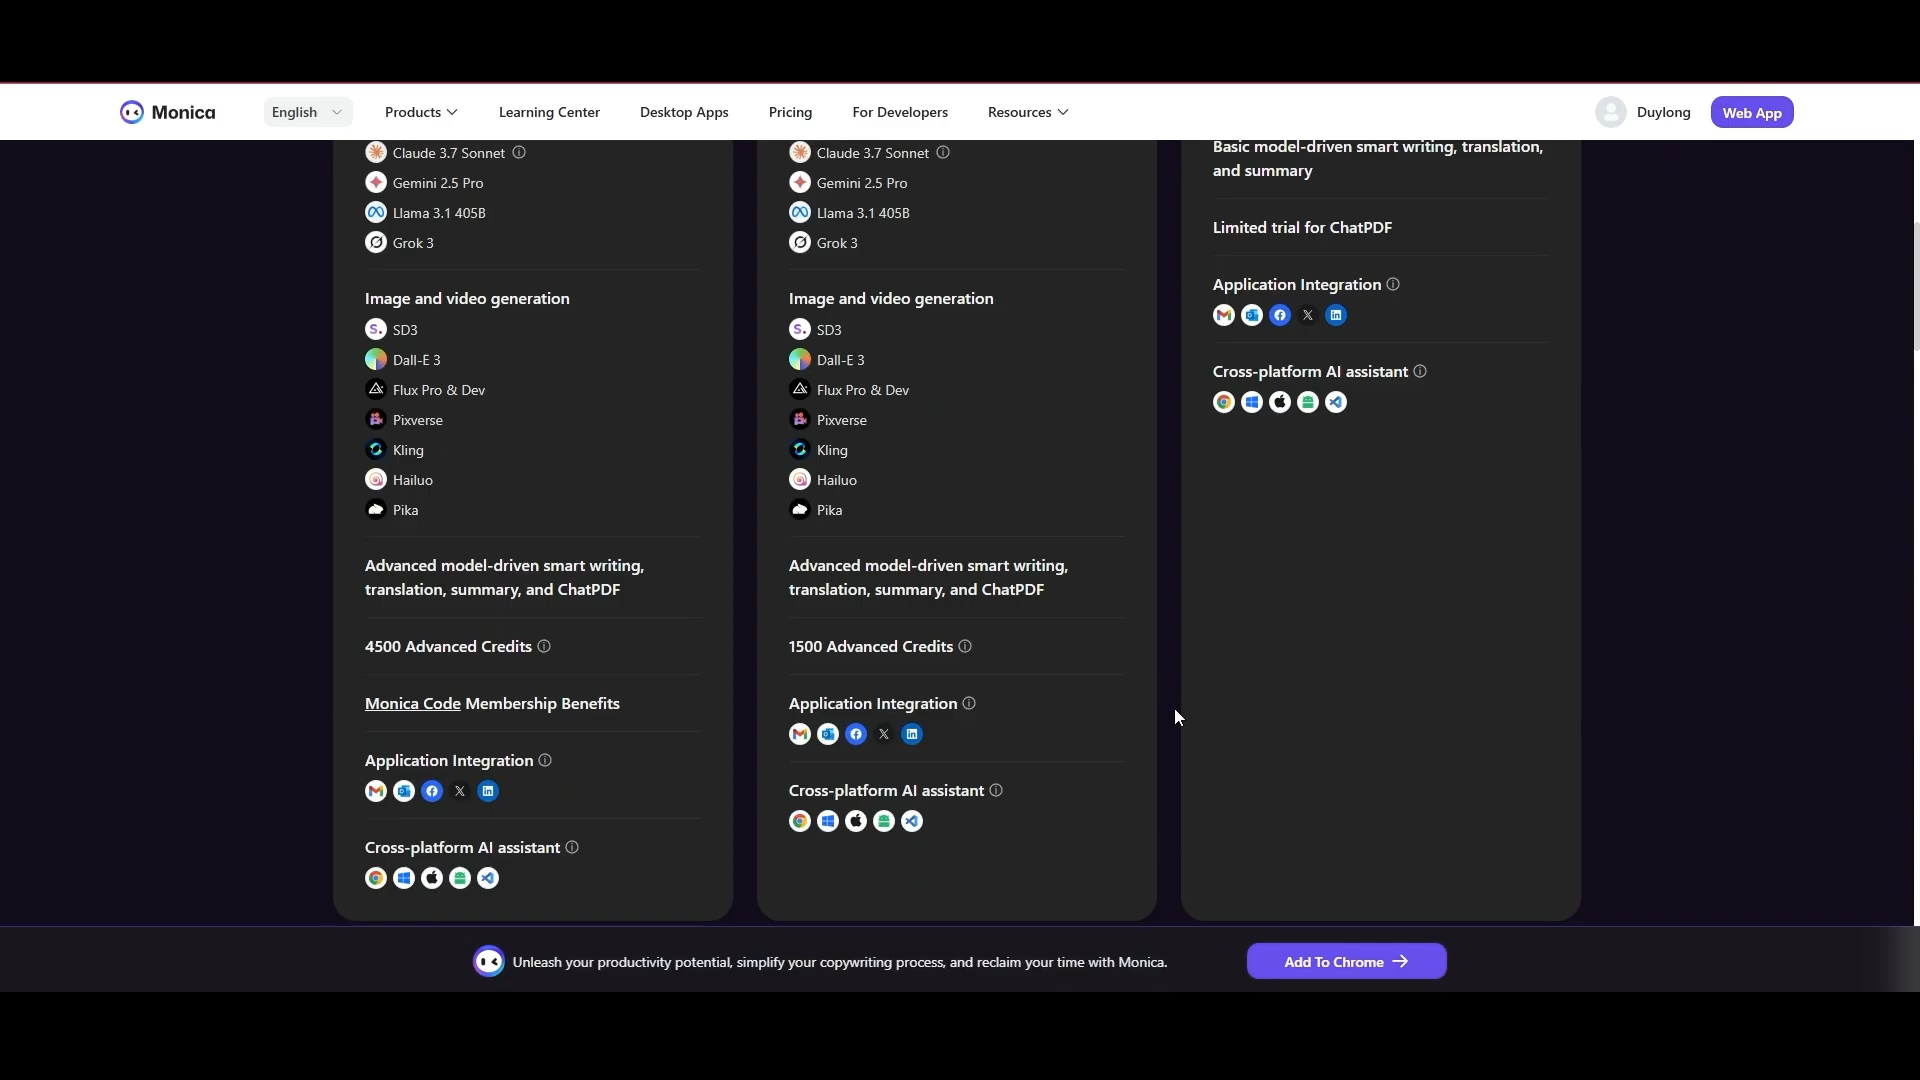 Monica
English
Products
Learning Center
Desktop Apps
Pricing
For Developers
Resources
Duylong
Web App
Claude 3.7 Sonnet
Gemini 2.5 Pro
Llama 3.1 405B
Grok 3
Image and video generation
SD3
Dall-E 3
Flux Pro & Dev
Pixverse
Kling
Hailuo
Pika
Advanced model-driven smart writing,
translation, summary, and ChatPDF
4500 Advanced Credits
Monica Code Membership Benefits
Application Integration
Cross-platform AI assistant
Claude 3.7 Sonnet
Gemini 2.5 Pro
Llama 3.1 405B
Grok 3
Image and video generation
SD3
Dall-E 3
Flux Pro & Dev
Pixverse
Kling
Hailuo
Pika
Advanced model-driven smart writing,
translation, summary, and ChatPDF
1500 Advanced Credits
Application Integration
Cross-platform AI assistant
Basic model-driven smart writing, translation,
and summary
Limited trial for ChatPDF
Application Integration
Cross-platform AI assistant
Unleash your productivity potential, simplify your copywriting process, and reclaim your time with Monica.
Add To Chrome →